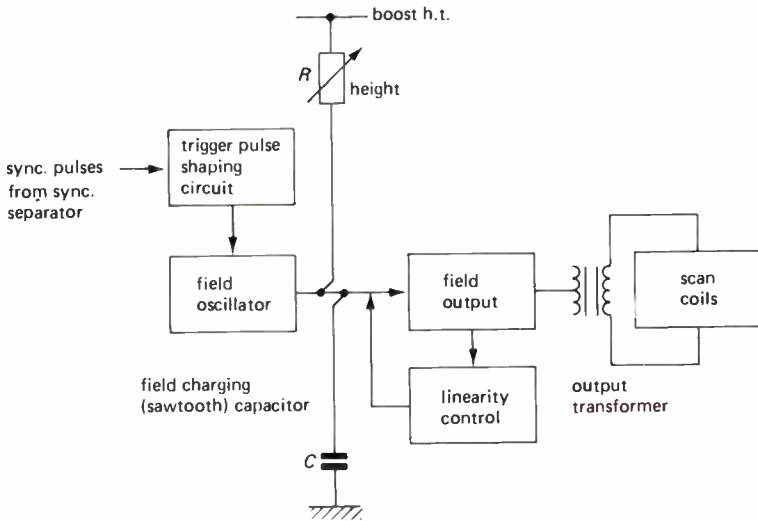 boost h.t.
R
height
sync. pulses
from sync.
separator
trigger pulse
shaping
circuit
field
oscillator
field
output
scan
coils
field charging
(sawtooth) capacitor
linearity
control
output
transformer
C